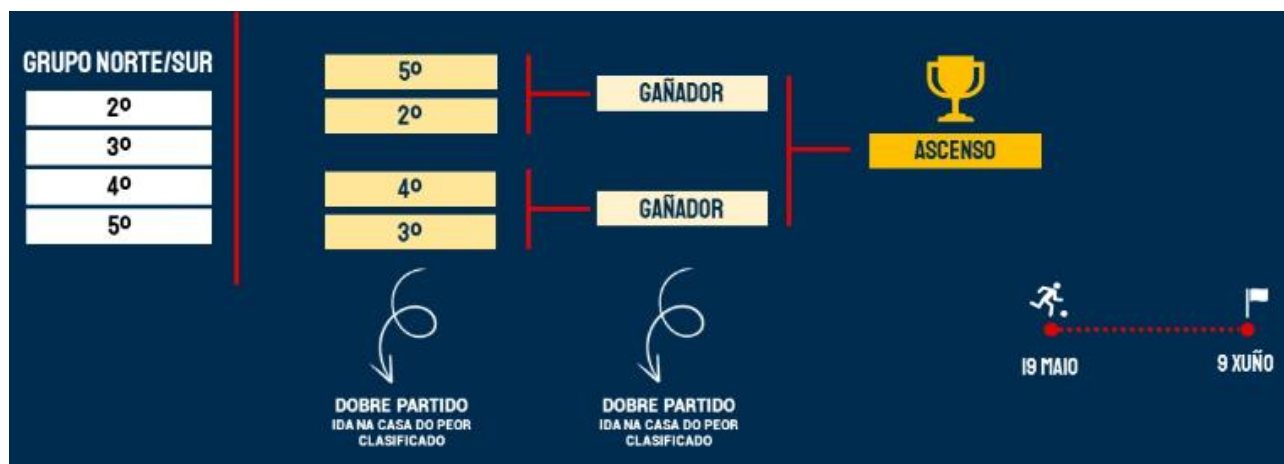 GRUPO NORTE/SUR
2º
3º
4º
5º
5º
2º
4º
3º
GAÑADOR
GAÑADOR
ASCENSO
DOBRE PARTIDO
IDA NA CASA DO PEOR
CLASIFICADO
DOBRE PARTIDO
IDA NA CASA DO PEOR
CLASIFICADO
19 MAIO
9 XUÑO